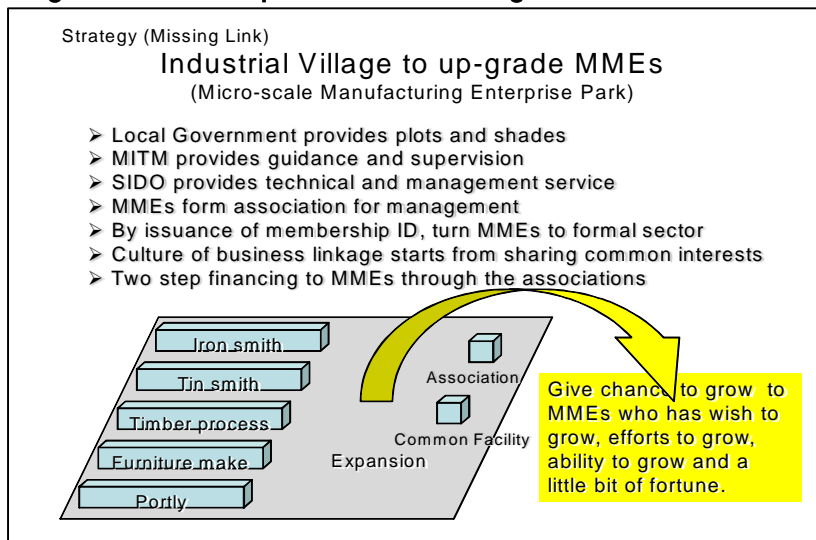 Strategy (Missing Link)
Industrial Village to up-grade MMEs
(Micro-scale Manufacturing Enterprise Park)
➢ Local Government provides plots and shades
➢ MITM provides guidance and supervision
➢ SIDO provides technical and management service
➢ MMEs form association for management
➢ By issuance of membership ID, turn MMEs to formal sector
➢ Culture of business linkage starts from sharing common interests
➢ Two step financing to MMEs through the associations
Iron smith
Tin smith
Timber process
Furniture make
Portly
Association
Common Facility
Expansion
Give chance to grow to
MMEs who has wish to
grow, efforts to grow,
ability to grow and a
little bit of fortune.